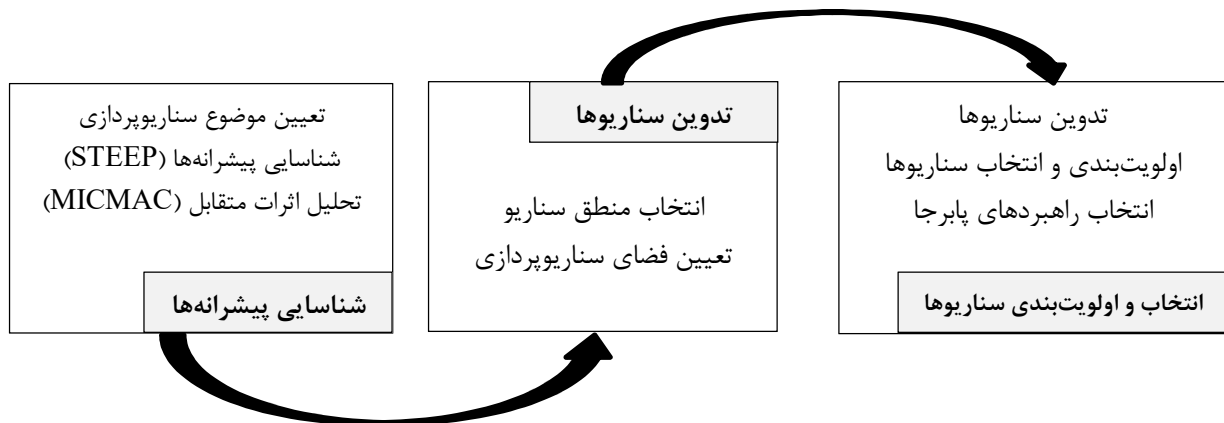 تعیین موضوع سناریوپردازی
شناسایی پیشرانه‌ها (STEEP)
تحلیل اثرات متقابل (MICMAC)
شناسایی پیشرانه‌ها
تدوین سناریوها
انتخاب منطق سناریو
تعیین فضای سناریوپردازی
تدوین سناریوها
اولویت‌بندی و انتخاب سناریوها
انتخاب راهبردهای پابرجا
انتخاب و اولویت‌بندی سناریوها